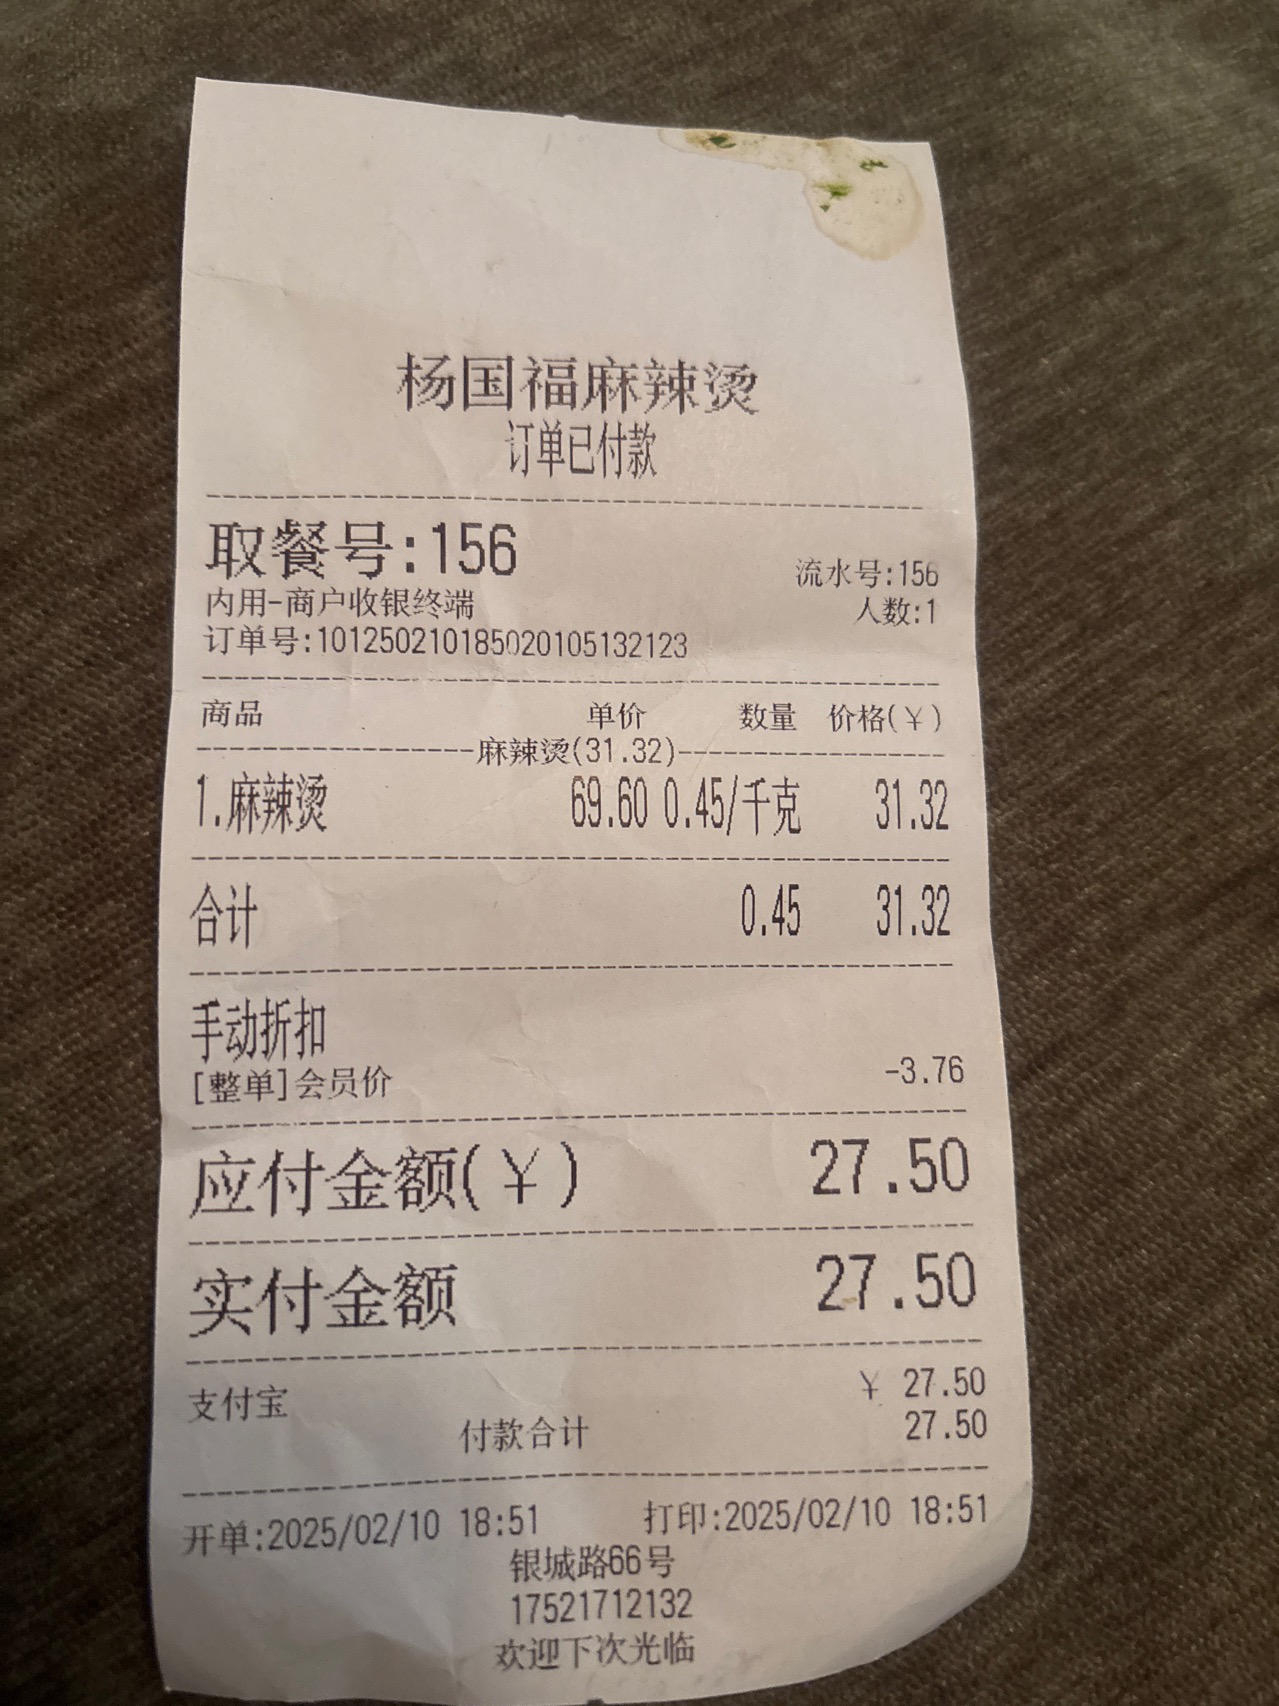 杨国福麻辣烫
订单已付款
取餐号:156
流水号:156
内用-商户收银终端
人数:1
订单号:101250210185020105132123
商品 单价 数量 价格(¥)
麻辣烫(31.32)
1.麻辣烫 69.60 0.45/千克 31.32
合计 0.45 31.32
手动折扣
[整单]会员价 -3.76
应付金额(¥) 27.50
实付金额 27.50
支付宝 ¥ 27.50
付款合计 27.50
开单:2025/02/10 18:51 打印:2025/02/10 18:51
银城路66号
17521712132
欢迎下次光临